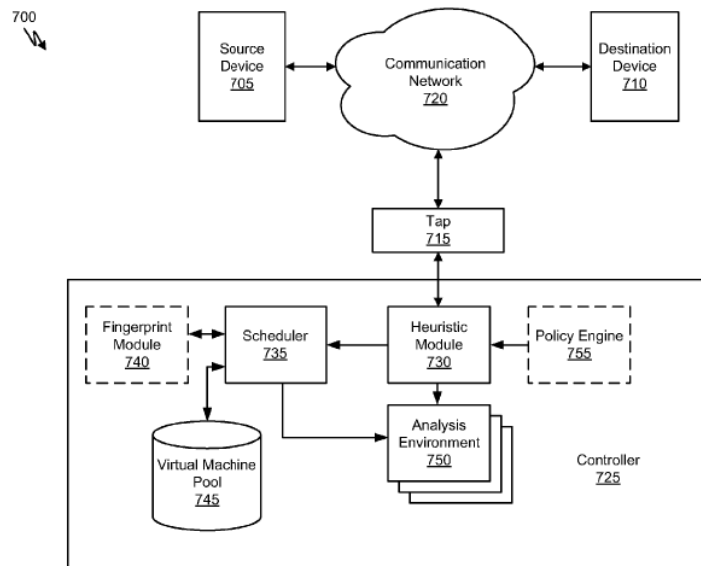 700
Source
Device
705
Communication
Network
720
Destination
Device
710
Tap
715
Fingerprint
Module
740
Scheduler
735
Heuristic
Module
730
Policy Engine
755
Virtual Machine
Pool
745
Analysis
Environment
750
Controller
725